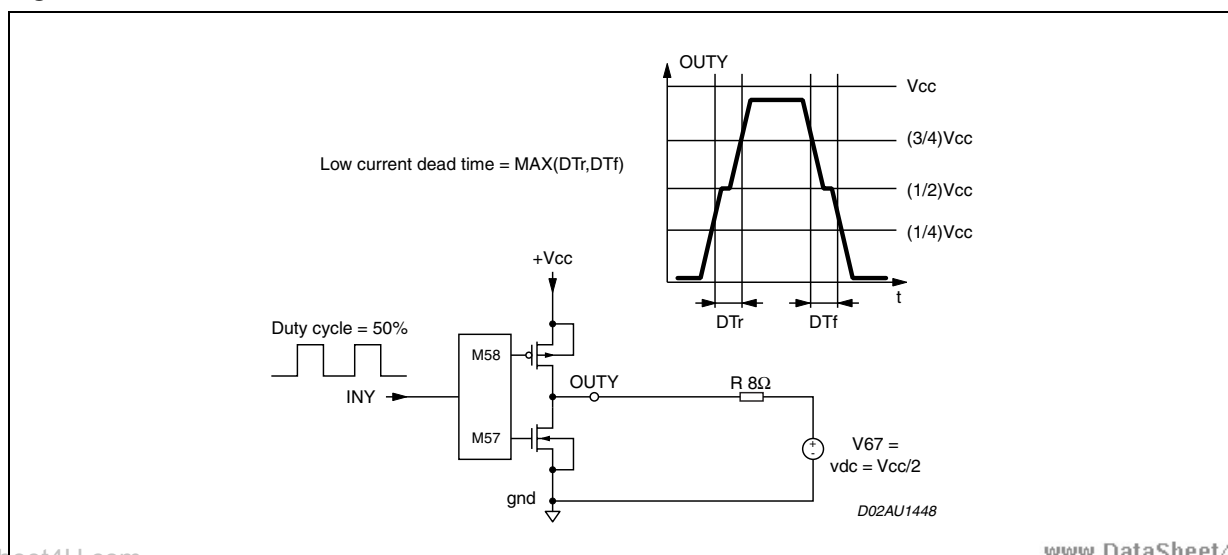 OUTY
Vcc
(3/4)Vcc
Low current dead time = MAX(DTr,DTf)
(1/2)Vcc
(1/4)Vcc
+Vcc
t
DTr
DTf
Duty cycle = 50%
M58
OUTY
R 8Ω
INY
M57
+
-
V67 =
vdc = Vcc/2
gnd
D02AU1448
www.DataSheet4